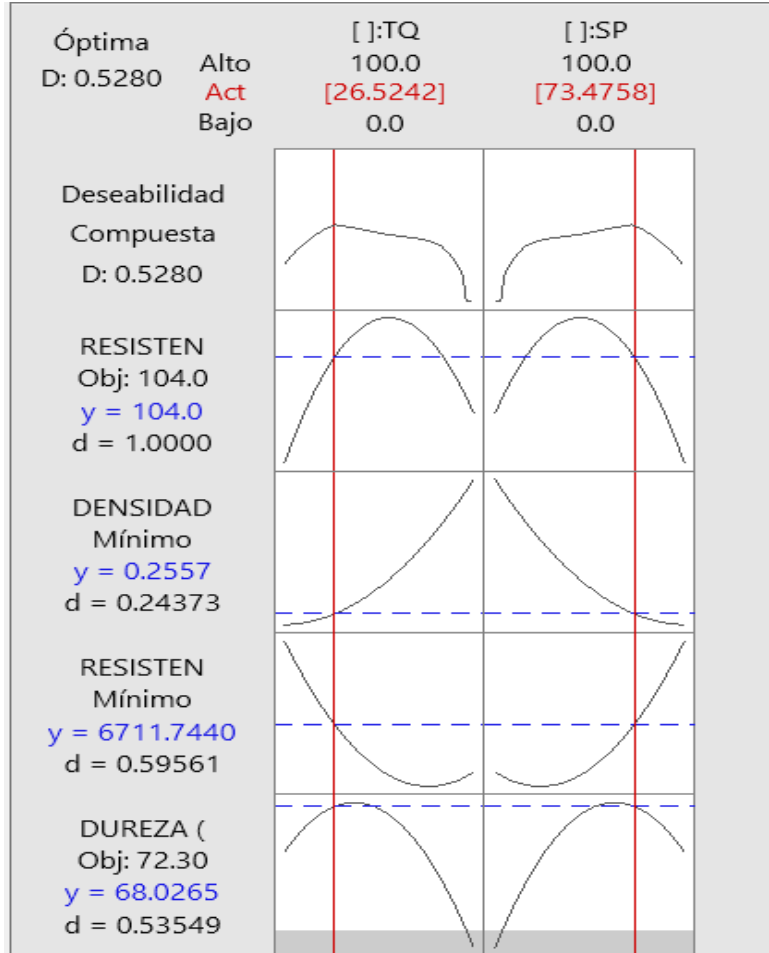 Óptima
D: 0.5280
[ ]:TQ [ ]:SP
Alto 100.0 100.0
Act [26.5242] [73.4758]
Bajo 0.0 0.0
Deseabilidad
Compuesta
D: 0.5280
RESISTEN
Obj: 104.0
y = 104.0
d = 1.0000
DENSIDAD
Mínimo
y = 0.2557
d = 0.24373
RESISTEN
Mínimo
y = 6711.7440
d = 0.59561
DUREZA (
Obj: 72.30
y = 68.0265
d = 0.53549